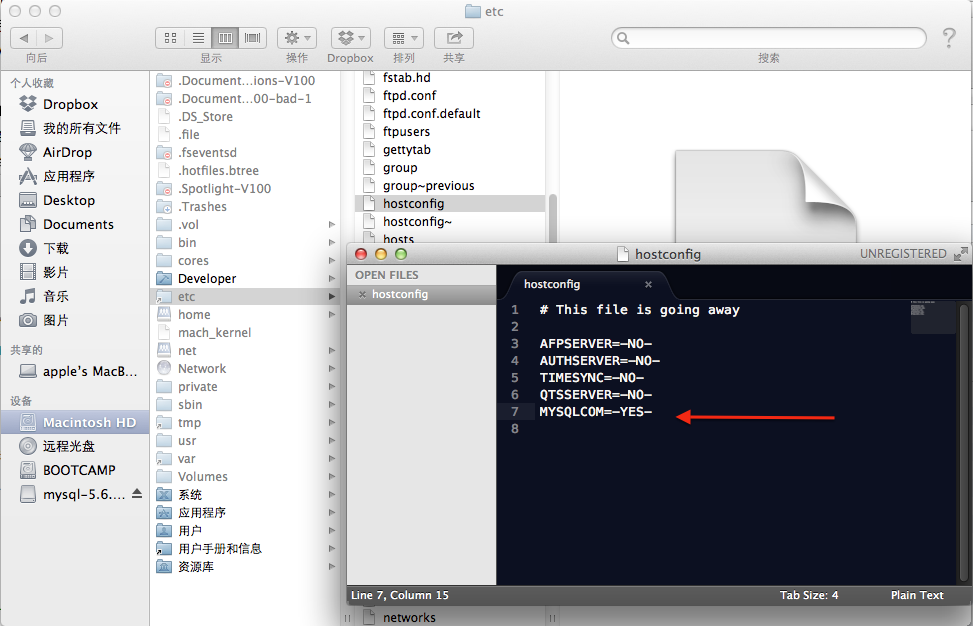 etc
向后
显示
操作
Dropbox
排列
共享
搜索
个人收藏
Dropbox
我的所有文件
AirDrop
应用程序
Desktop
Documents
下载
影片
音乐
图片
共享的
apple's MacB...
设备
Macintosh HD
远程光盘
BOOTCAMP
mysql-5.6....
.Document...ions-V100
.Document...00-bad-1
.DS_Store
.file
.fseventsd
.hotfiles.btree
.Spotlight-V100
.Trashes
.vol
bin
cores
Developer
etc
home
mach_kernel
net
Network
private
sbin
tmp
usr
var
Volumes
系统
应用程序
用户
用户手册和信息
资源库
fstab.hd
ftpd.conf
ftpd.conf.default
ftpusers
gettytab
group
group~previous
hostconfig
hostconfig~
hosts
networks
hostconfig
UNREGISTERED
OPEN FILES
hostconfig
hostconfig
1 # This file is going away
2
3 AFPSERVER=-NO-
4 AUTHSERVER=-NO-
5 TIMESYNC=-NO-
6 QTSSERVER=-NO-
7 MYSQLCOM=-YES-
8
Line 7, Column 15
Tab Size: 4
Plain Text